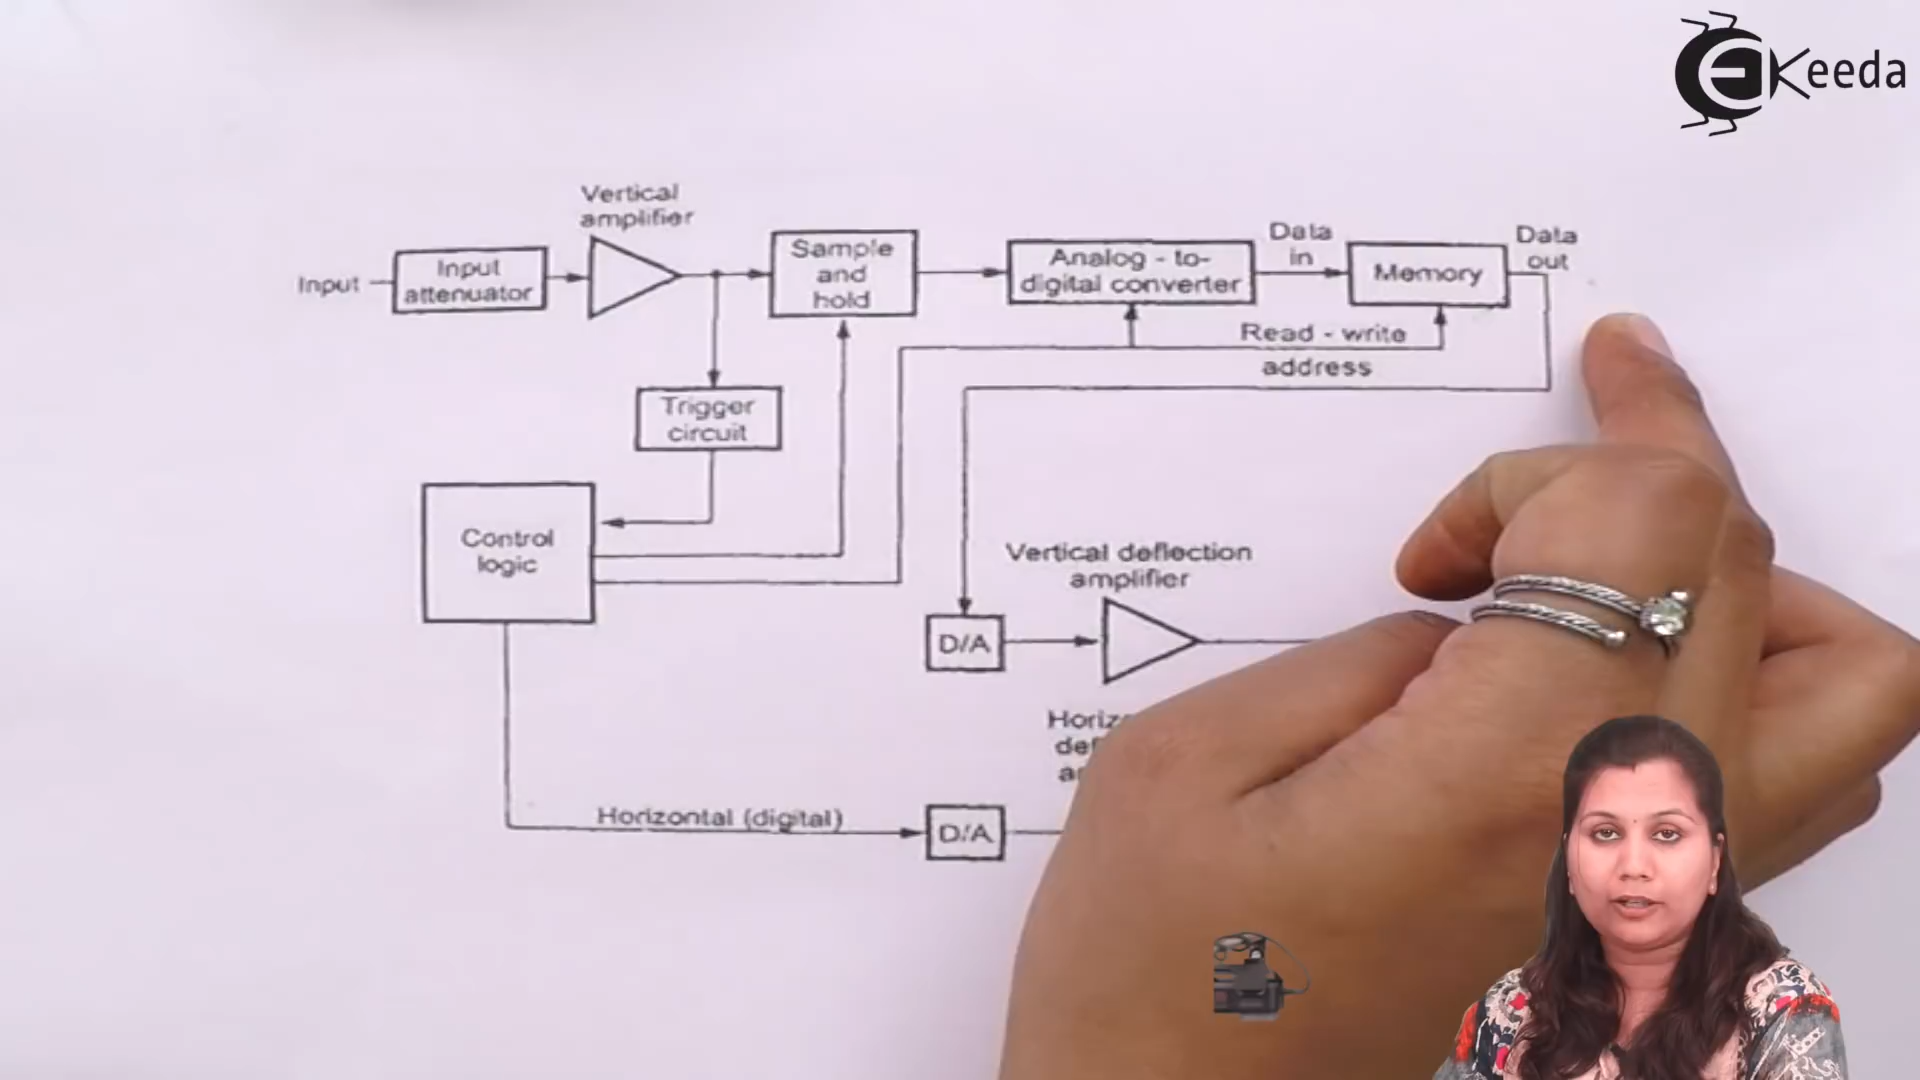 EKeeda
Vertical
amplifier
Input
Input
attenuator
Sample
and
hold
Analog - to-
digital converter
Data
in
Memory
Data
out
Read - write
address
Trigger
circuit
Control
logic
Vertical deflection
amplifier
D/A
Horizontal (digital)
D/A